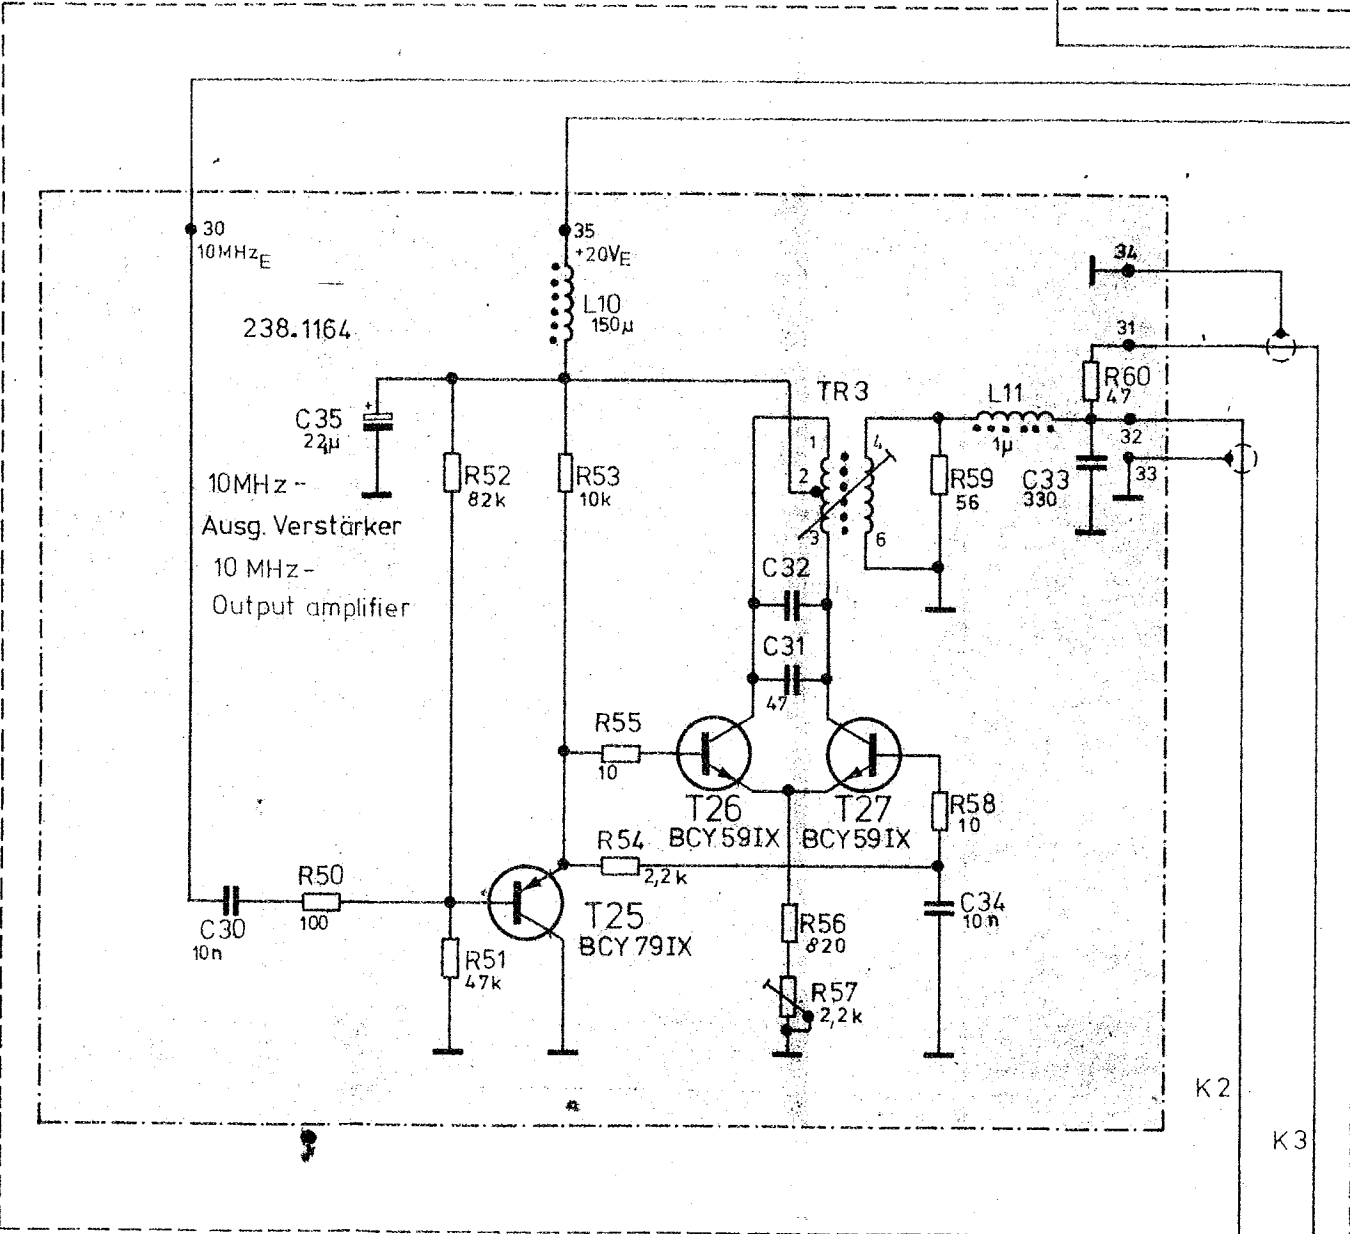 30
10MHzE
35
+20VE
L10
150µ
238.1164
34
31
R60
47
TR3
L11
1µ
32
33
C35
+
22µ
1
2
3
4
6
R52
82k
R53
10k
R59
56
C33
330
10MHz-
Ausg. Verstärker
10 MHz-
Output amplifier
C32
C31
47
R55
10
T26
BCY59IX
T27
BCY59IX
R58
10
R54
2,2k
R50
100
C30
10n
T25
BCY79IX
R51
47k
R56
820
R57
2,2k
C34
10n
K2
K3